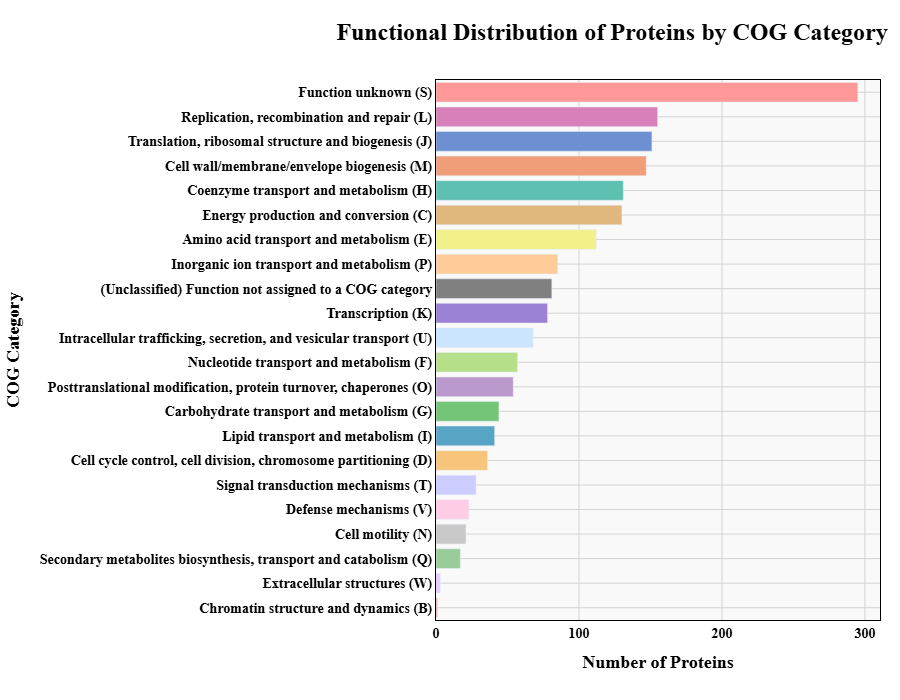 Functional Distribution of Proteins by COG Category
Function unknown (S)
Replication, recombination and repair (L)
Translation, ribosomal structure and biogenesis (J)
Cell wall/membrane/envelope biogenesis (M)
Coenzyme transport and metabolism (H)
Energy production and conversion (C)
Amino acid transport and metabolism (E)
Inorganic ion transport and metabolism (P)
(Unclassified) Function not assigned to a COG category
Transcription (K)
Intracellular trafficking, secretion, and vesicular transport (U)
Nucleotide transport and metabolism (F)
Posttranslational modification, protein turnover, chaperones (O)
Carbohydrate transport and metabolism (G)
Lipid transport and metabolism (I)
Cell cycle control, cell division, chromosome partitioning (D)
Signal transduction mechanisms (T)
Defense mechanisms (V)
Cell motility (N)
Secondary metabolites biosynthesis, transport and catabolism (Q)
Extracellular structures (W)
Chromatin structure and dynamics (B)
COG Category
0 100 200 300
Number of Proteins